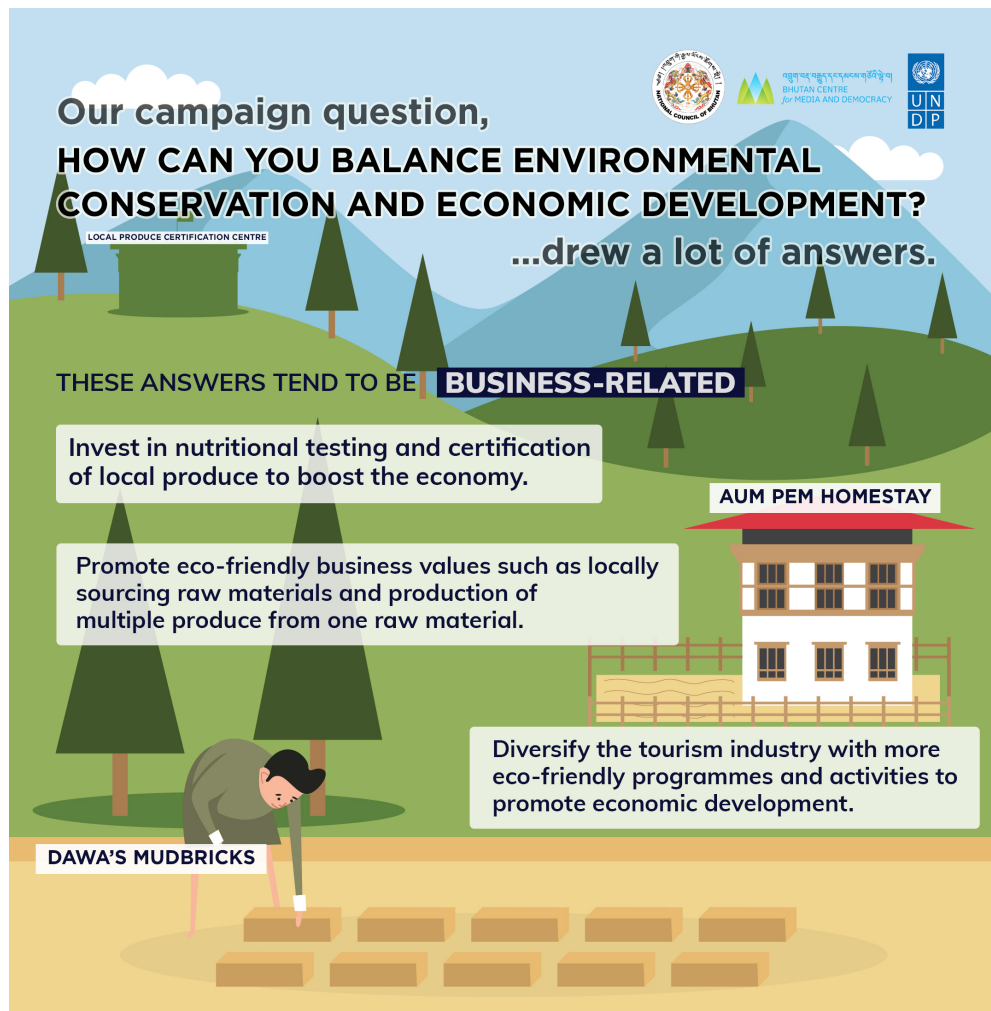 Our campaign question,
HOW CAN YOU BALANCE ENVIRONMENTAL
CONSERVATION AND ECONOMIC DEVELOPMENT?
...drew a lot of answers.
NATIONAL COUNCIL OF BHUTAN
BHUTAN CENTRE
for MEDIA AND DEMOCRACY
U N
D P
LOCAL PRODUCE CERTIFICATION CENTRE
THESE ANSWERS TEND TO BE BUSINESS-RELATED
Invest in nutritional testing and certification
of local produce to boost the economy.
AUM PEM HOMESTAY
Promote eco-friendly business values such as locally
sourcing raw materials and production of
multiple produce from one raw material.
Diversify the tourism industry with more
eco-friendly programmes and activities to
promote economic development.
DAWA'S MUDBRICKS